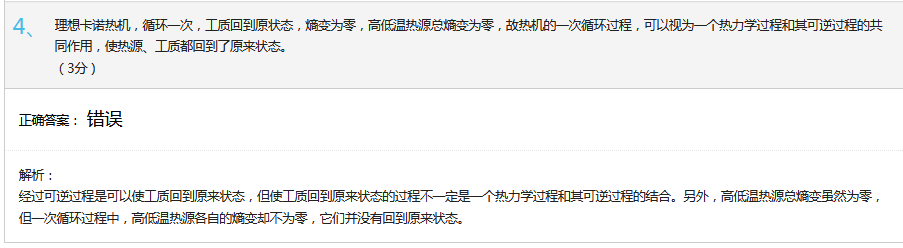 4、 理想卡诺热机，循环一次，工质回到原状态，熵变为零，高低温热源总熵变为零，故热机的一次循环过程，可以视为一个热力学过程和其可逆过程的共
同作用，使热源、工质都回到了原来状态。
（3分）
正确答案： 错误
解析：
经过可逆过程是可以使工质回到原来状态，但使工质回到原来状态的过程不一定是一个热力学过程和其可逆过程的结合。另外，高低温热源总熵变虽然为零，
但一次循环过程中，高低温热源各自的熵变却不为零，它们并没有回到原来状态。